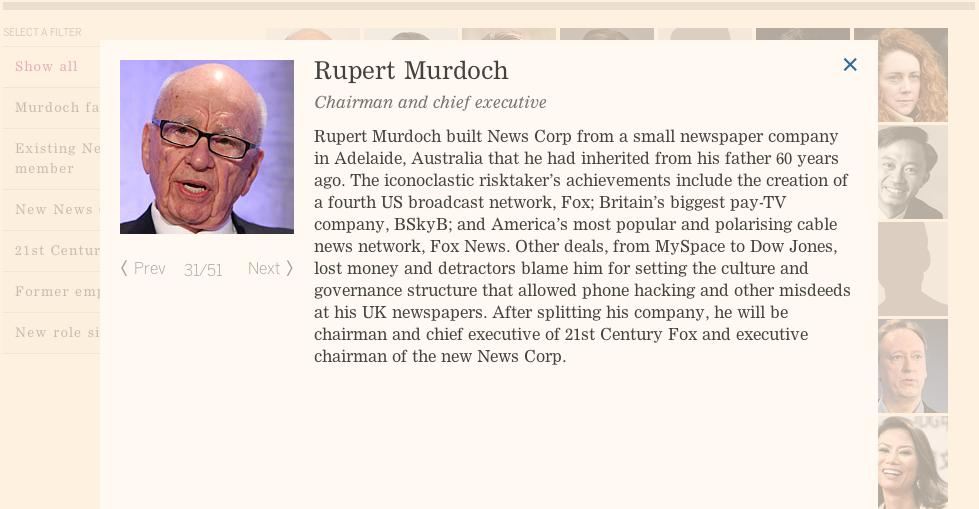 SELECT A FILTER
Show all
Murdoch fa
Existing Ne
member
New News
21st Centur
Former emp
New role si
Rupert Murdoch
Chairman and chief executive
Rupert Murdoch built News Corp from a small newspaper company
in Adelaide, Australia that he had inherited from his father 60 years
ago. The iconoclastic risktaker’s achievements include the creation of
a fourth US broadcast network, Fox; Britain’s biggest pay-TV
company, BSkyB; and America’s most popular and polarising cable
news network, Fox News. Other deals, from MySpace to Dow Jones,
lost money and detractors blame him for setting the culture and
governance structure that allowed phone hacking and other misdeeds
at his UK newspapers. After splitting his company, he will be
chairman and chief executive of 21st Century Fox and executive
chairman of the new News Corp.
Prev 31/51 Next